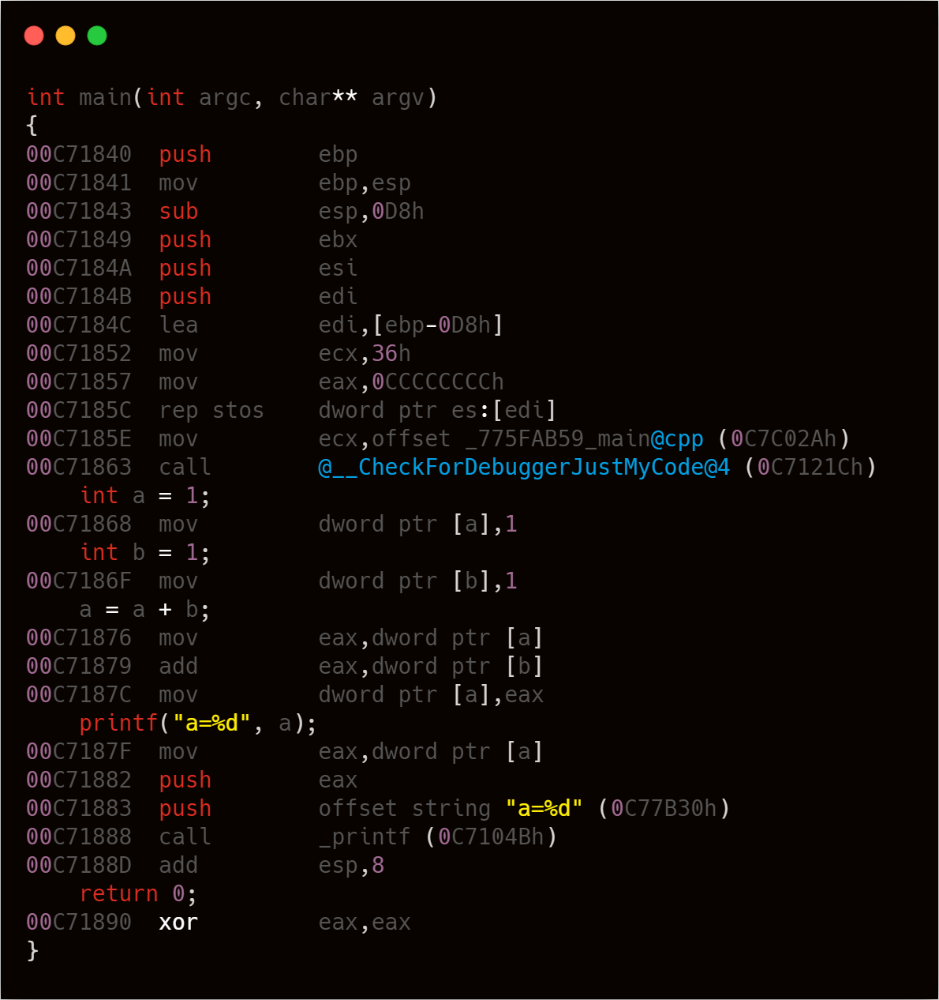 int main(int argc, char** argv)
{
00C71840  push        ebp
00C71841  mov         ebp,esp
00C71843  sub         esp,0D8h
00C71849  push        ebx
00C7184A  push        esi
00C7184B  push        edi
00C7184C  lea         edi,[ebp-0D8h]
00C71852  mov         ecx,36h
00C71857  mov         eax,0CCCCCCCCh
00C7185C  rep stos    dword ptr es:[edi]
00C7185E  mov         ecx,offset _775FAB59_main@cpp (0C7C02Ah)
00C71863  call        @__CheckForDebuggerJustMyCode@4 (0C7121Ch)
    int a = 1;
00C71868  mov         dword ptr [a],1
    int b = 1;
00C7186F  mov         dword ptr [b],1
    a = a + b;
00C71876  mov         eax,dword ptr [a]
00C71879  add         eax,dword ptr [b]
00C7187C  mov         dword ptr [a],eax
    printf("a=%d", a);
00C7187F  mov         eax,dword ptr [a]
00C71882  push        eax
00C71883  push        offset string "a=%d" (0C77B30h)
00C71888  call        _printf (0C7104Bh)
00C7188D  add         esp,8
    return 0;
00C71890  xor         eax,eax
}